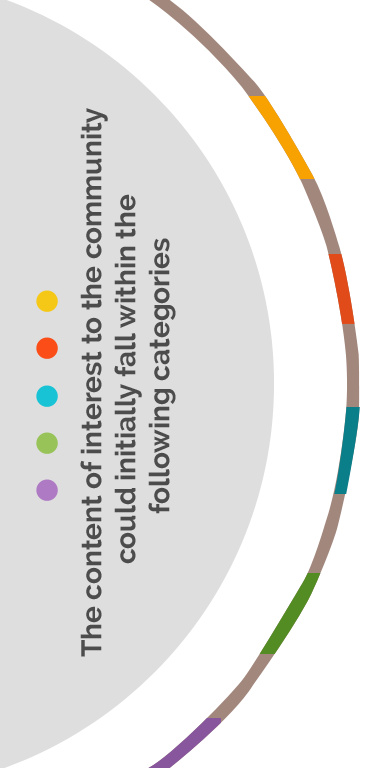 The content of interest to the community
could initially fall within the
following categories